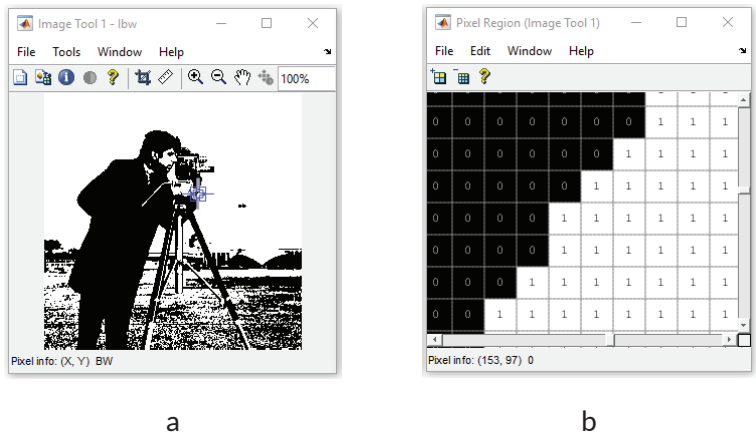 Image Tool 1 - Ibw
File Tools Window Help
100%
Pixel info: (X, Y) BW
a
Pixel Region (Image Tool 1)
File Edit Window Help
0 0 0 0 0 0 0 1 1 1
0 0 0 0 0 0 1 1 1 1
0 0 0 0 0 1 1 1 1 1
0 0 0 0 1 1 1 1 1 1
0 0 0 0 1 1 1 1 1 1
0 0 0 1 1 1 1 1 1 1
0 0 1 1 1 1 1 1 1 1
Pixel info: (153, 97) 0
b